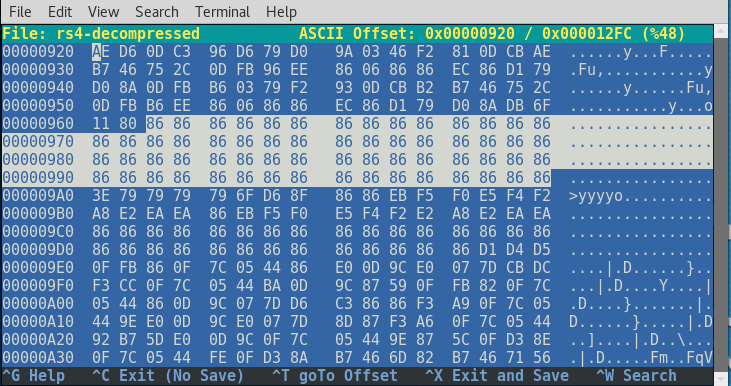 File Edit View Search Terminal Help
File: rs4-decompressed ASCII Offset: 0x00000920 / 0x000012FC (%48)
00000920 AE D6 0D C3 96 D6 79 D0 9A 03 46 F2 81 0D CB AE ......y...F.....
00000930 B7 46 75 2C 0D FB 96 EE 86 06 86 86 EC 86 D1 79 .Fu,...........y
00000940 D0 8A 0D FB B6 03 79 F2 93 0D CB B2 B7 46 75 2C ......y......Fu,
00000950 0D FB B6 EE 86 06 86 86 EC 86 D1 79 D0 8A DB 6F ...........y...o
00000960 11 80 86 86 86 86 86 86 86 86 86 86 86 86 86 86 ................
00000970 86 86 86 86 86 86 86 86 86 86 86 86 86 86 86 86 ................
00000980 86 86 86 86 86 86 86 86 86 86 86 86 86 86 86 86 ................
00000990 86 86 86 86 86 86 86 86 86 86 86 86 86 86 86 86 ................
000009A0 3E 79 79 79 79 6F D6 8F 86 86 EB F5 F0 E5 F4 F2 >yyyyo..........
000009B0 A8 E2 EA EA 86 EB F5 F0 E5 F4 F2 E2 A8 E2 EA EA ................
000009C0 86 86 86 86 86 86 86 86 86 86 86 86 86 86 86 86 ................
000009D0 86 86 86 86 86 86 86 86 86 86 86 86 86 D1 D4 D5 ................
000009E0 0F FB 86 0F 7C 05 44 86 E0 0D 9C E0 07 7D CB DC ....|.D......}..
000009F0 F3 CC 0F 7C 05 44 BA 0D 9C 87 59 0F FB 82 0F 7C ...|.D....Y....|
00000A00 05 44 86 0D 9C 07 7D D6 C3 86 86 F3 A9 0F 7C 05 .D....}.......|.
00000A10 44 9E E0 0D 9C E0 07 7D 8D 87 F3 A6 0F 7C 05 44 D......}.....|.D
00000A20 92 B7 5D E0 0D 9C 0F 7C 05 44 9E 87 5C 0F D3 8E ..]....|.D..\...
00000A30 0F 7C 05 44 FE 0F D3 8A B7 46 6D 82 B7 46 71 56 .|.D.....Fm..FqV
^G Help ^C Exit (No Save) ^T goTo Offset ^X Exit and Save ^W Search